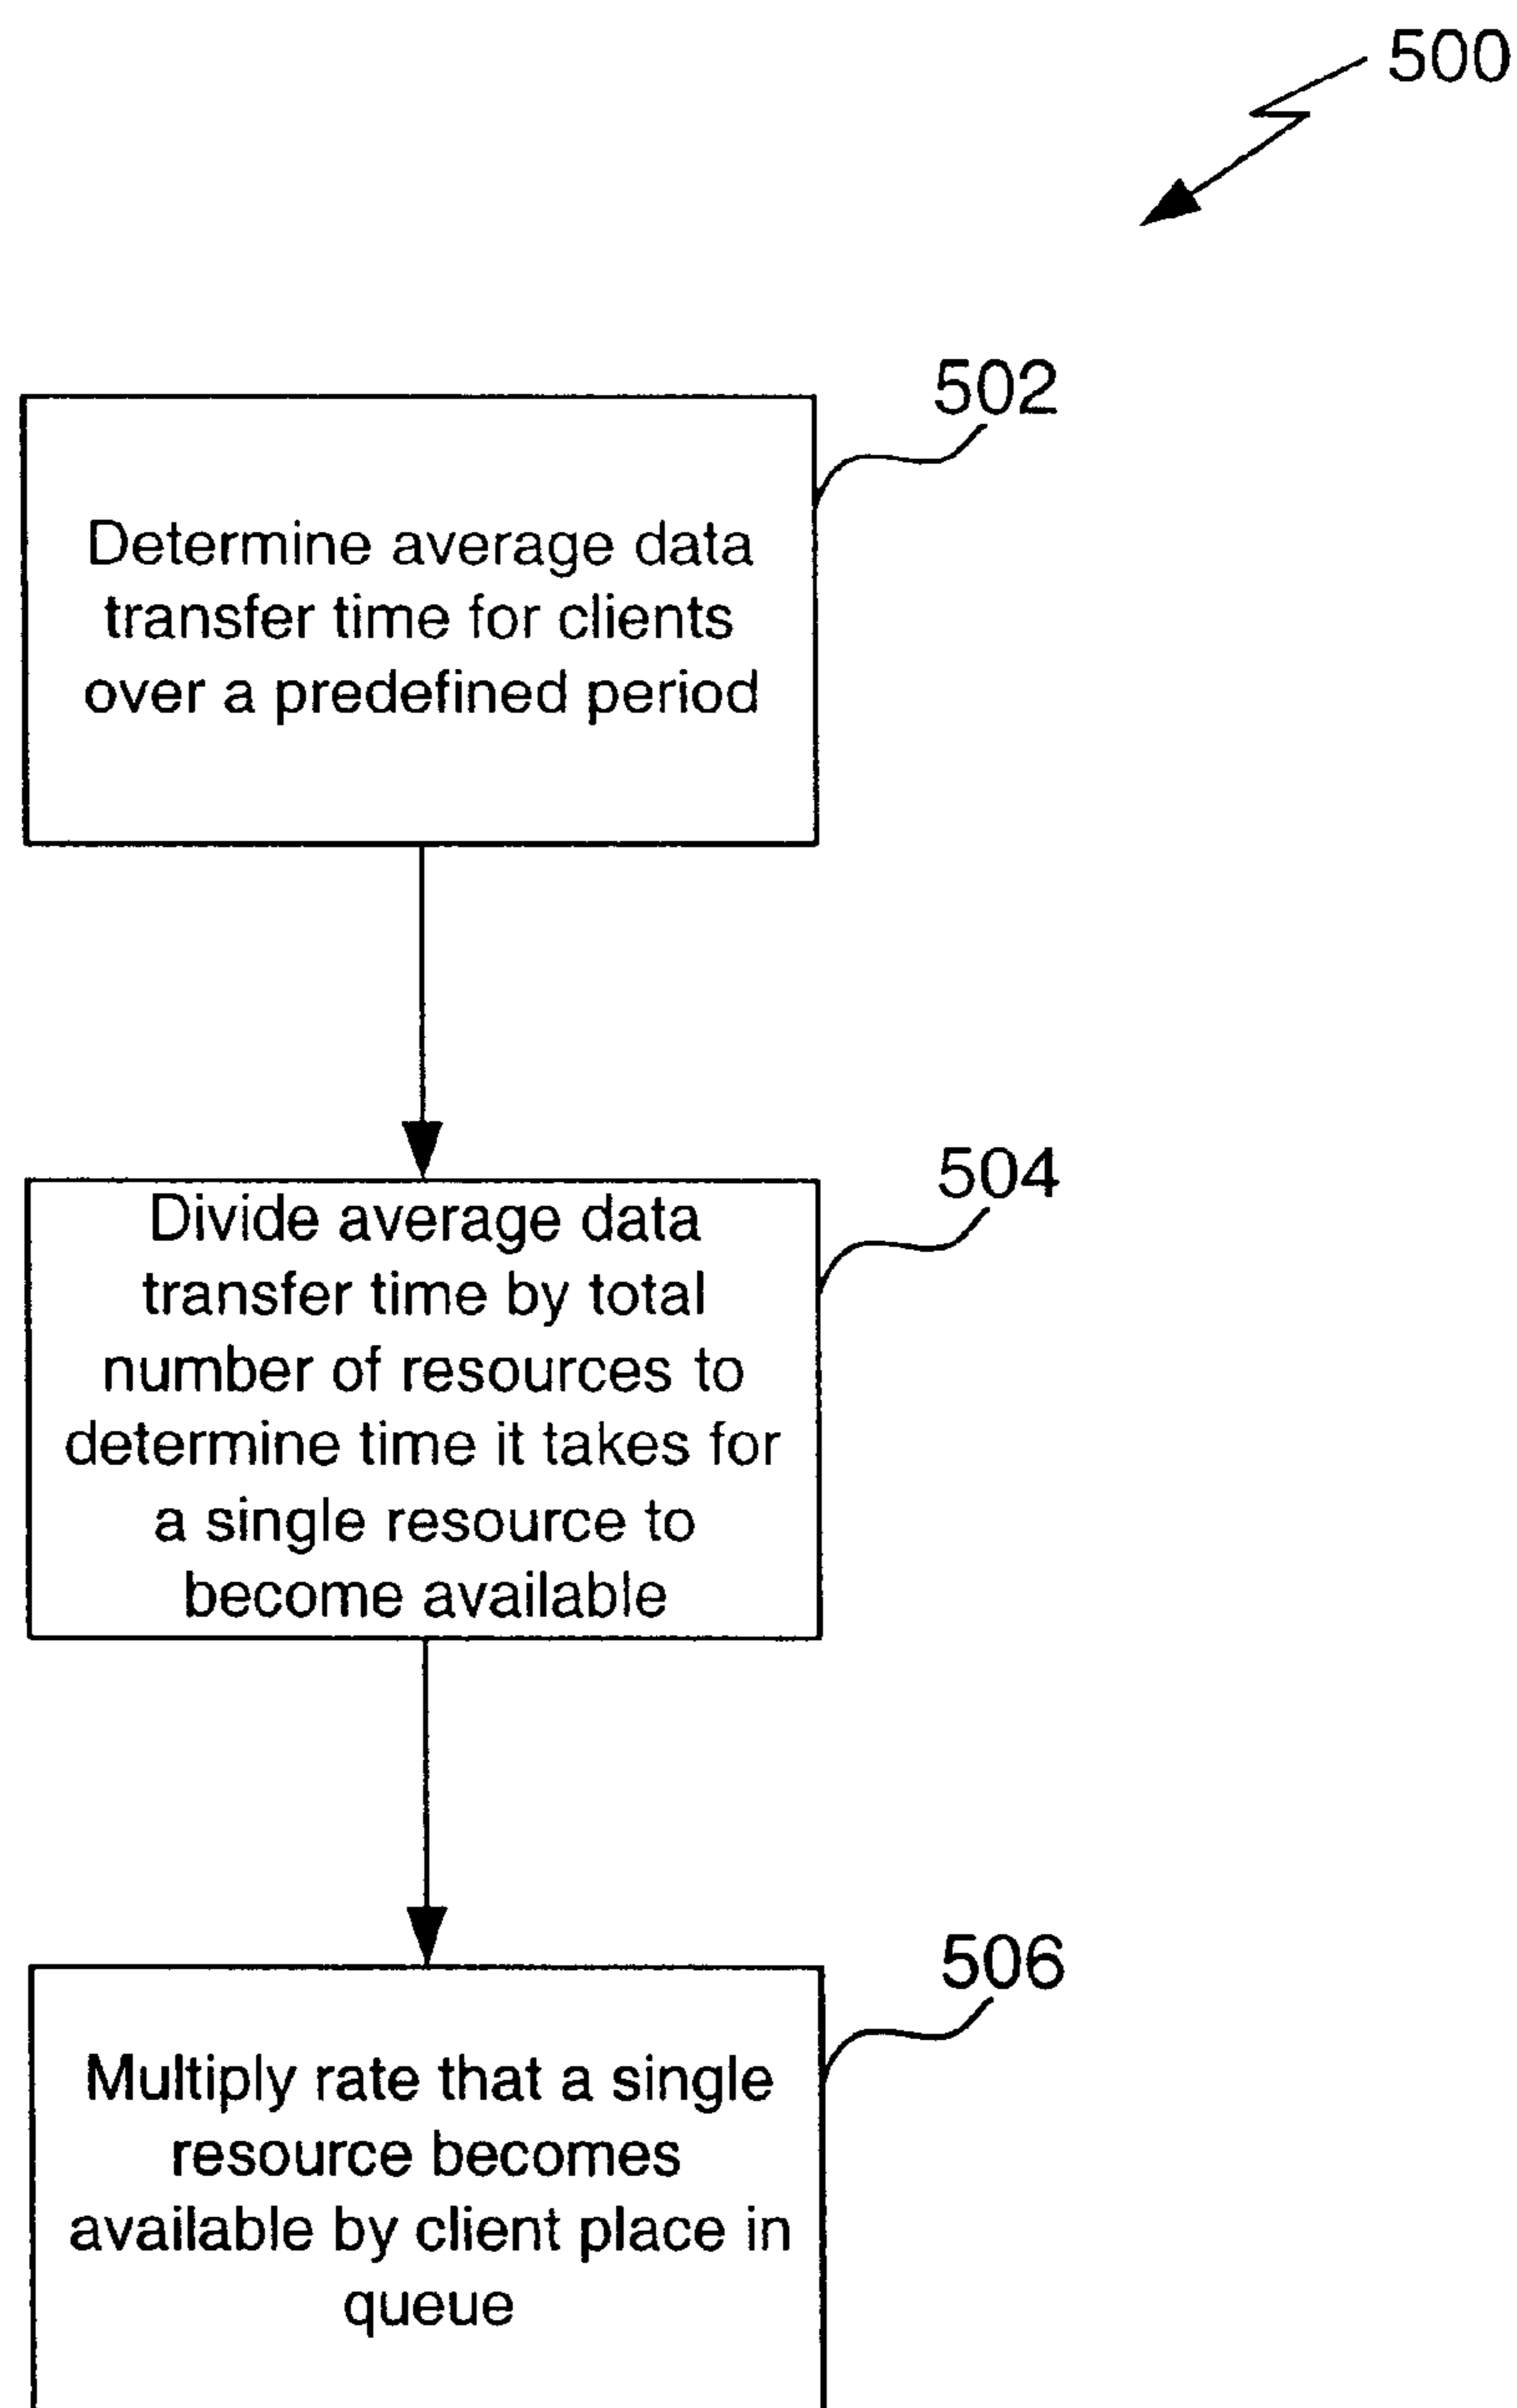 500
502
Determine average data
transfer time for clients
over a predefined period
504
Divide average data
transfer time by total
number of resources to
determine time it takes for
a single resource to
become available
506
Multiply rate that a single
resource becomes
available by client place in
queue